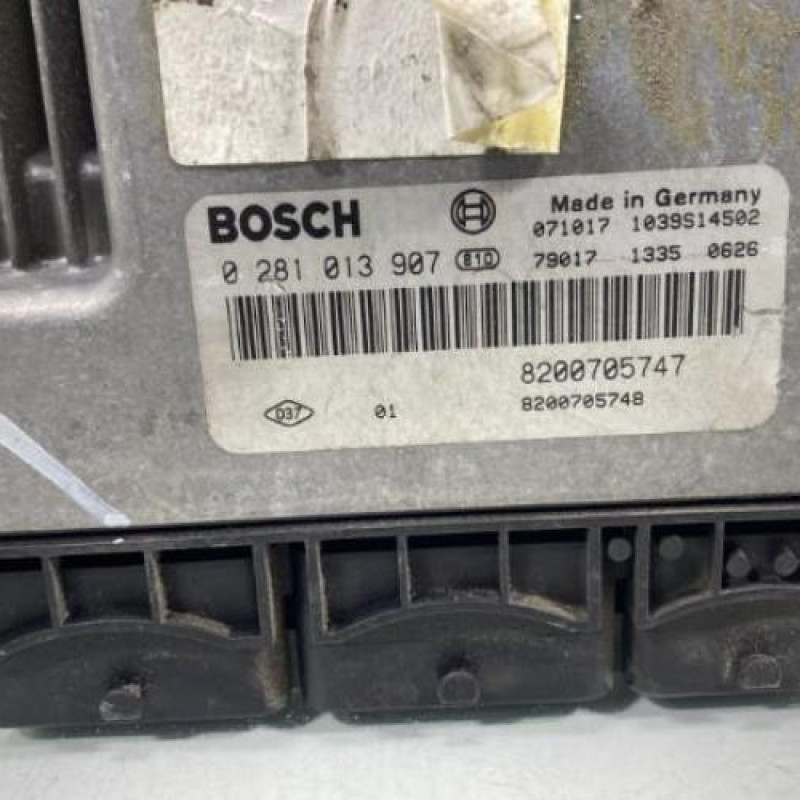 BOSCH Made in Germany
071017 1039S14502
0 281 013 907 810 79017 1335 0626
8200705747
D37 01 8200705748